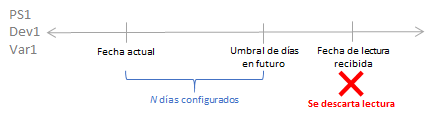 PS1
Dev1
Var1
Fecha actual
Umbral de días
en futuro
Fecha de lectura
recibida
N días configurados
Se descarta lectura